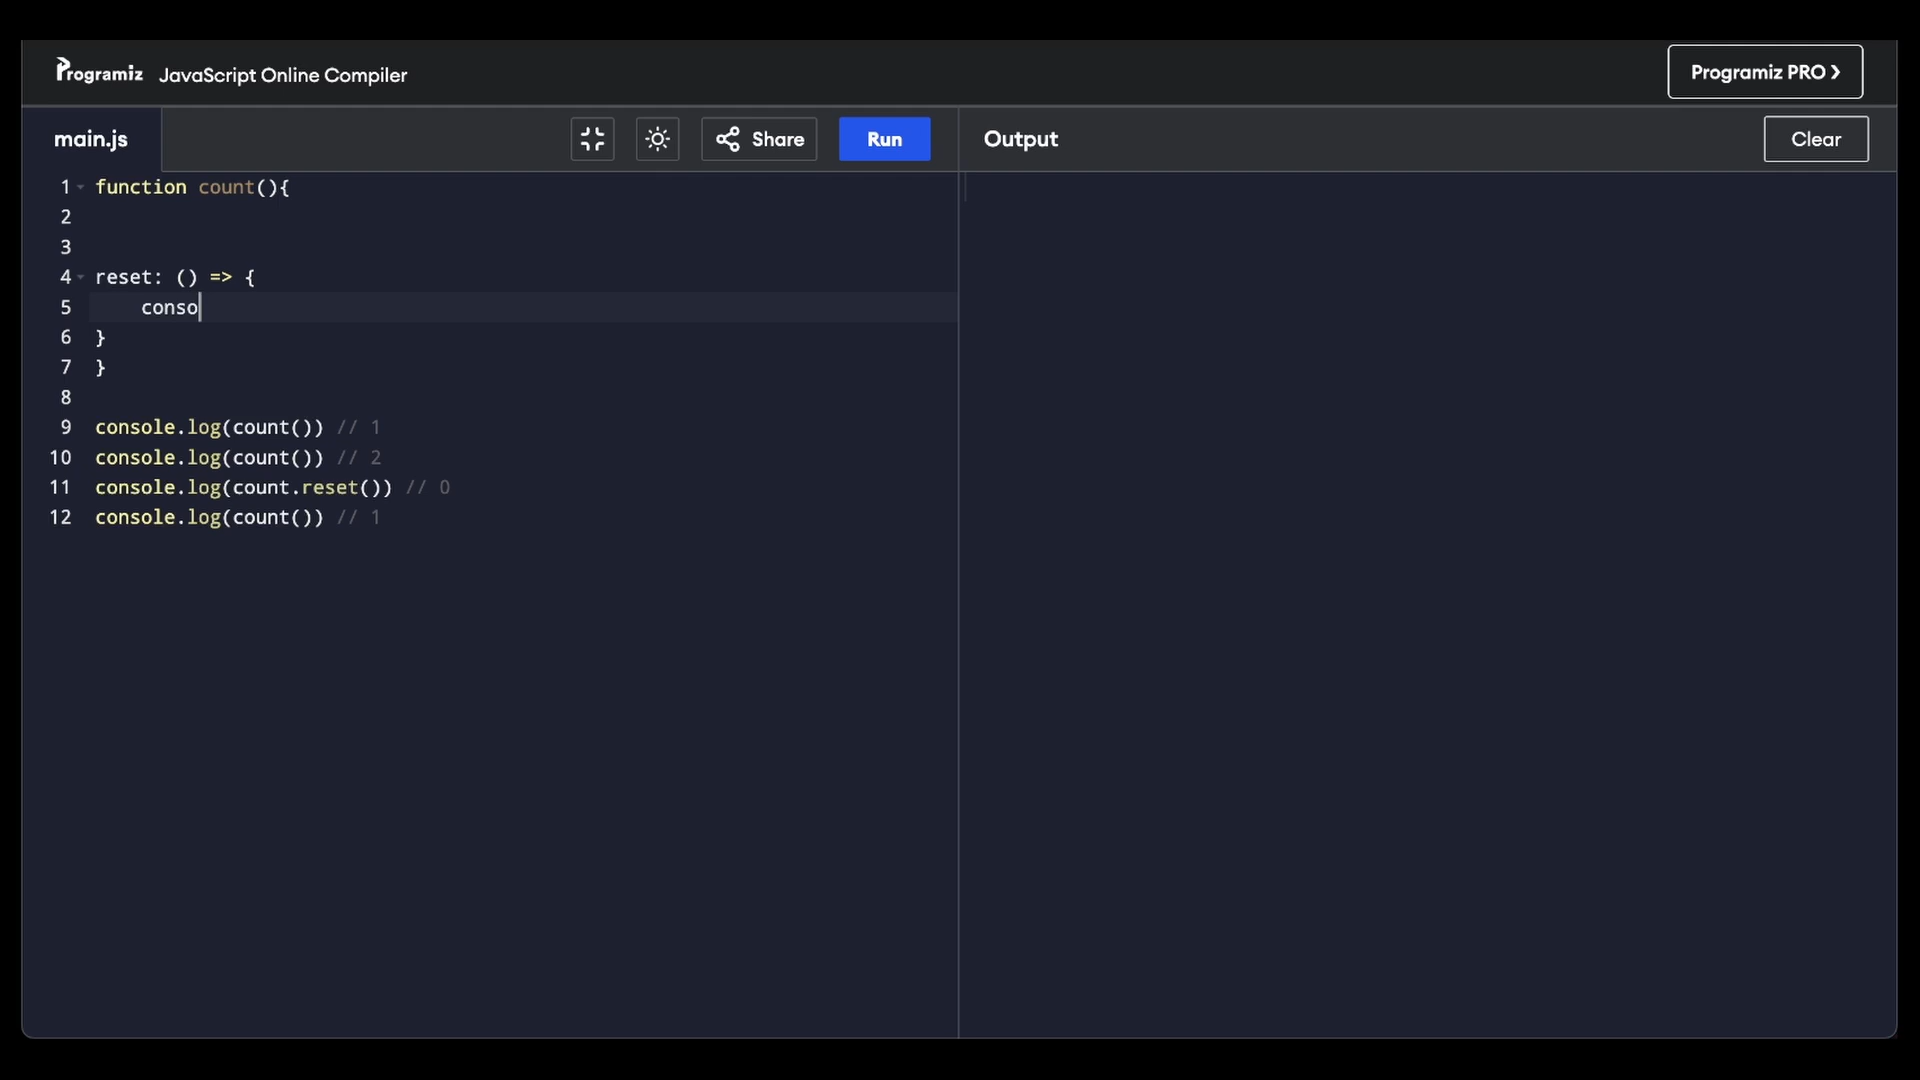 Programiz JavaScript Online Compiler
Programiz PRO ❯
main.js
Share
Run
Output
Clear
1 function count(){
2
3
4 reset: () => {
5     conso
6 }
7 }
8
9 console.log(count()) // 1
10 console.log(count()) // 2
11 console.log(count.reset()) // 0
12 console.log(count()) // 1